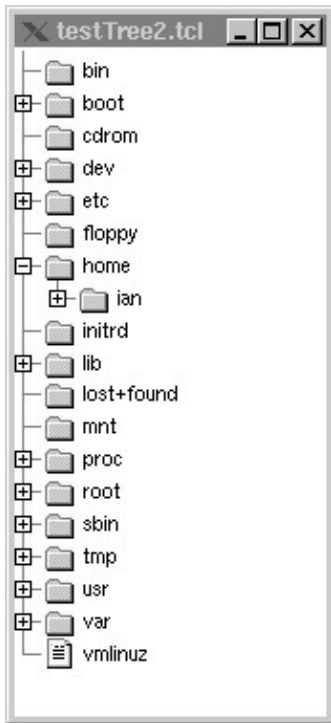 testTree2.tcl
bin
boot
cdrom
dev
etc
floppy
home
ian
initrd
lib
lost+found
mnt
proc
root
sbin
tmp
usr
var
vmlinuz